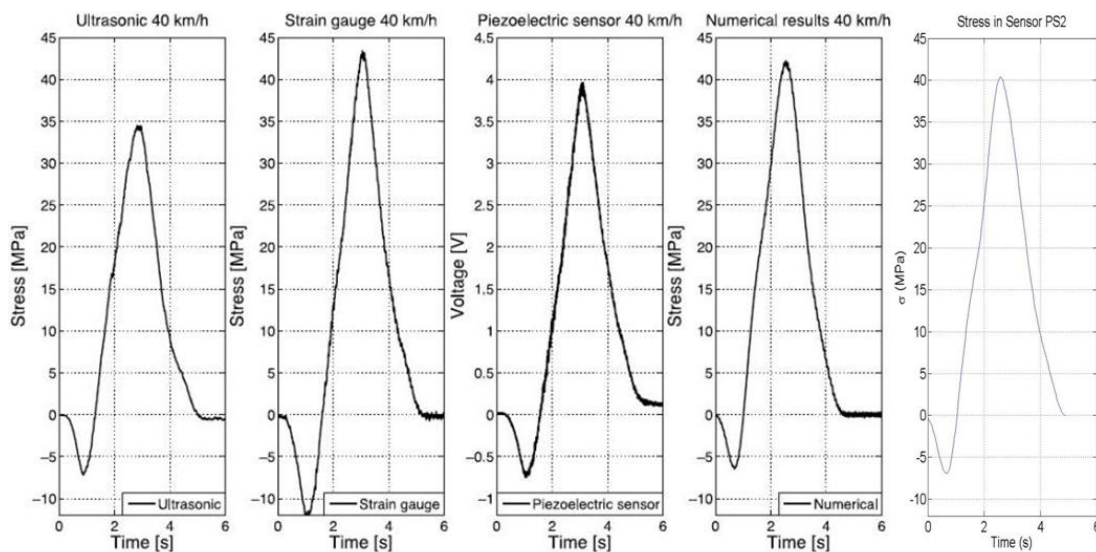 Ultrasonic 40 km/h
45
40
35
30
25
20
15
10
5
0
−5
−10
Stress [MPa]
0 2 4 6
Time [s]
Ultrasonic
Strain gauge 40 km/h
45
40
35
30
25
20
15
10
5
0
−5
−10
Stress [MPa]
0 2 4 6
Time [s]
Strain gauge
Piezoelectric sensor 40 km/h
4.5
4
3.5
3
2.5
2
1.5
1
0.5
0
−0.5
−1
Voltage [V]
0 2 4 6
Time [s]
Piezoelectric sensor
Numerical results 40 km/h
45
40
35
30
25
20
15
10
5
0
−5
−10
Stress [MPa]
0 2 4 6
Time [s]
Numerical
Stress in Sensor PS2
45
40
35
30
25
20
15
10
5
0
-5
-10
σ (MPa)
0 2 4 6
Time (s)